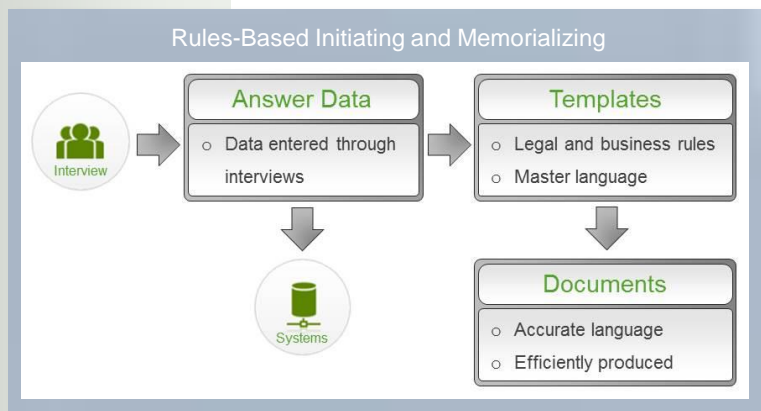 Rules-Based Initiating and Memorializing
Interview
Answer Data
○ Data entered through
interviews
Templates
○ Legal and business rules
○ Master language
Systems
Documents
○ Accurate language
○ Efficiently produced